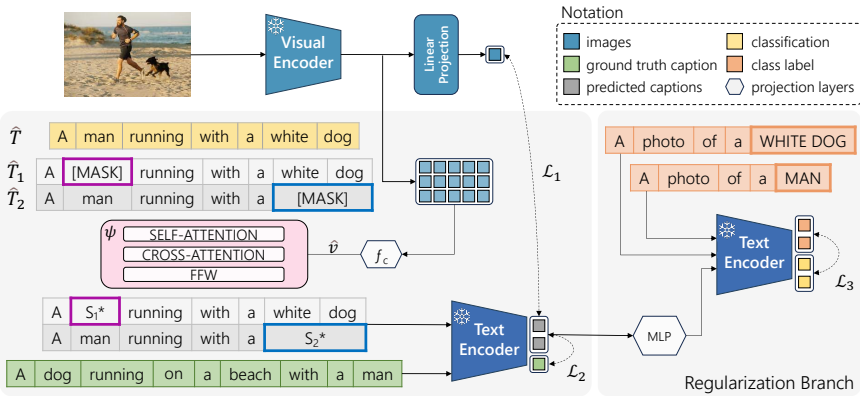 Notation
images
classification
ground truth caption
class label
predicted captions
projection layers
Visual
Encoder
Linear
Projection
T̂ A man running with a white dog
T̂₁ A [MASK] running with a white dog
T̂₂ A man running with a [MASK]
ℒ₁
ψ SELF-ATTENTION
CROSS-ATTENTION
FFW
v̂
f_c
A S₁* running with a white dog
A man running with a S₂*
A dog running on a beach with a man
Text
Encoder
ℒ₂
MLP
A photo of a WHITE DOG
A photo of a MAN
Text
Encoder
ℒ₃
Regularization Branch